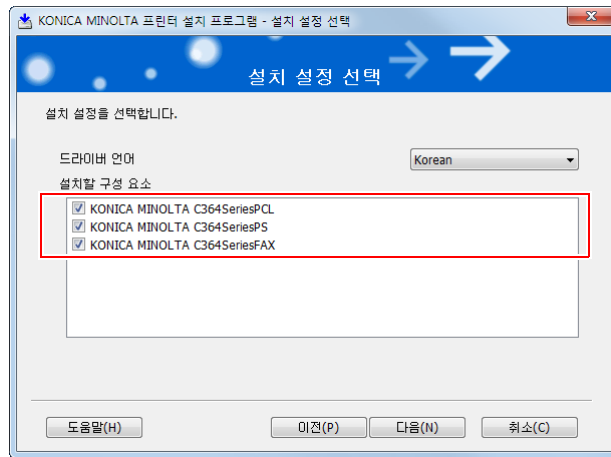 KONICA MINOLTA 프린터 설치 프로그램 - 설치 설정 선택
설치 설정 선택
설치 설정을 선택합니다.
드라이버 언어 Korean
설치할 구성 요소
KONICA MINOLTA C364SeriesPCL
KONICA MINOLTA C364SeriesPS
KONICA MINOLTA C364SeriesFAX
도움말(H) 이전(P) 다음(N) 취소(C)